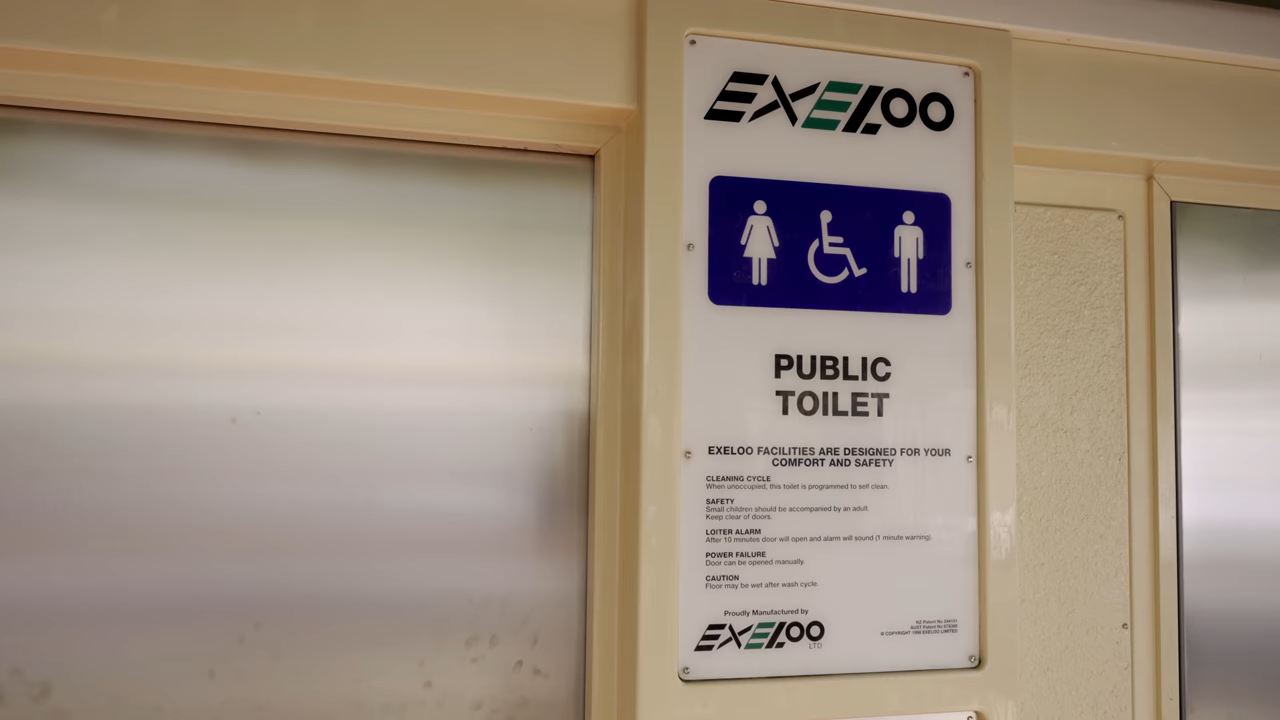 EXELOO
PUBLIC
TOILET
EXELOO FACILITIES ARE DESIGNED FOR YOUR
COMFORT AND SAFETY
CLEANING CYCLE
When unoccupied, this toilet is programmed to self clean.
SAFETY
Small children should be accompanied by an adult.
Keep clear of doors.
LOITER ALARM
After 10 minutes door will open and alarm will sound (1 minute warning).
POWER FAILURE
Door can be opened manually.
CAUTION
Floor may be wet after wash cycle.
Proudly Manufactured by
EXELOO
LTD
NZ Patent No
AUST Patent No
© COPYRIGHT 1998 EXELOO LIMITED